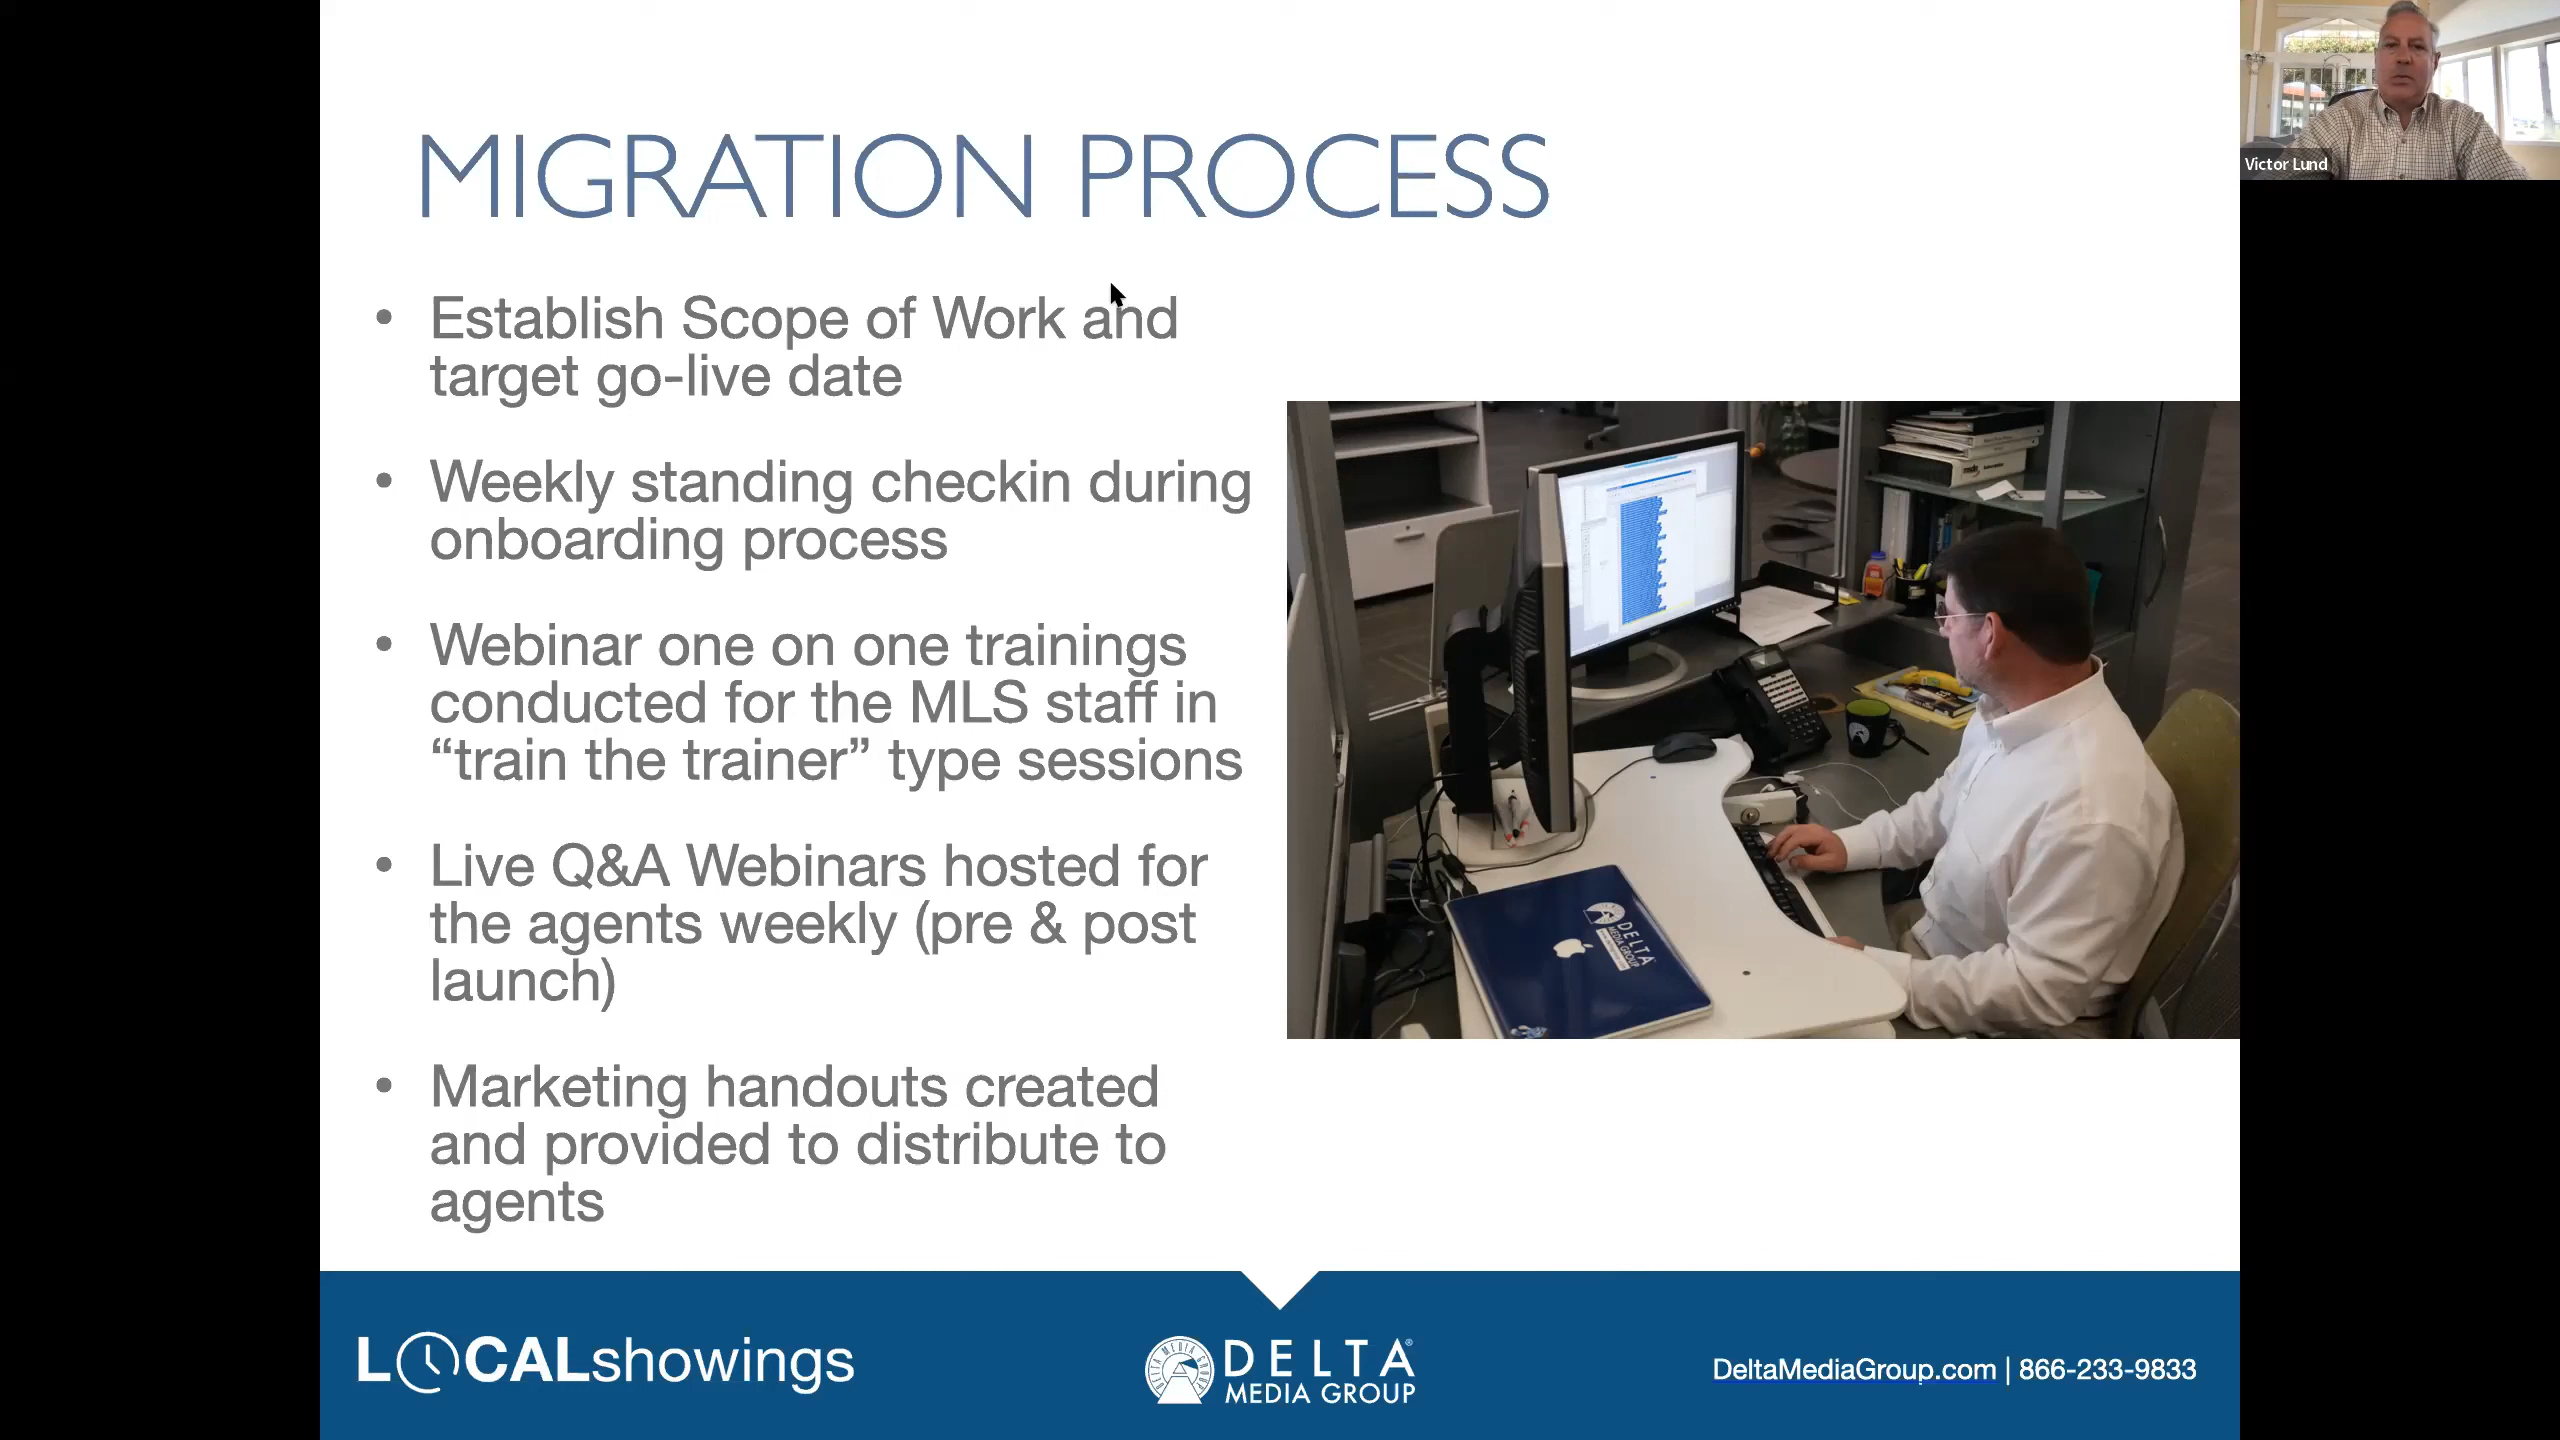 MIGRATION PROCESS
Victor Lund
• Establish Scope of Work and
target go-live date
• Weekly standing checkin during
onboarding process
• Webinar one on one trainings
conducted for the MLS staff in
“train the trainer” type sessions
• Live Q&A Webinars hosted for
the agents weekly (pre & post
launch)
• Marketing handouts created
and provided to distribute to
agents
DELTA
MEDIA GROUP
LOCALshowings
DELTA®
MEDIA GROUP
DeltaMediaGroup.com | 866-233-9833